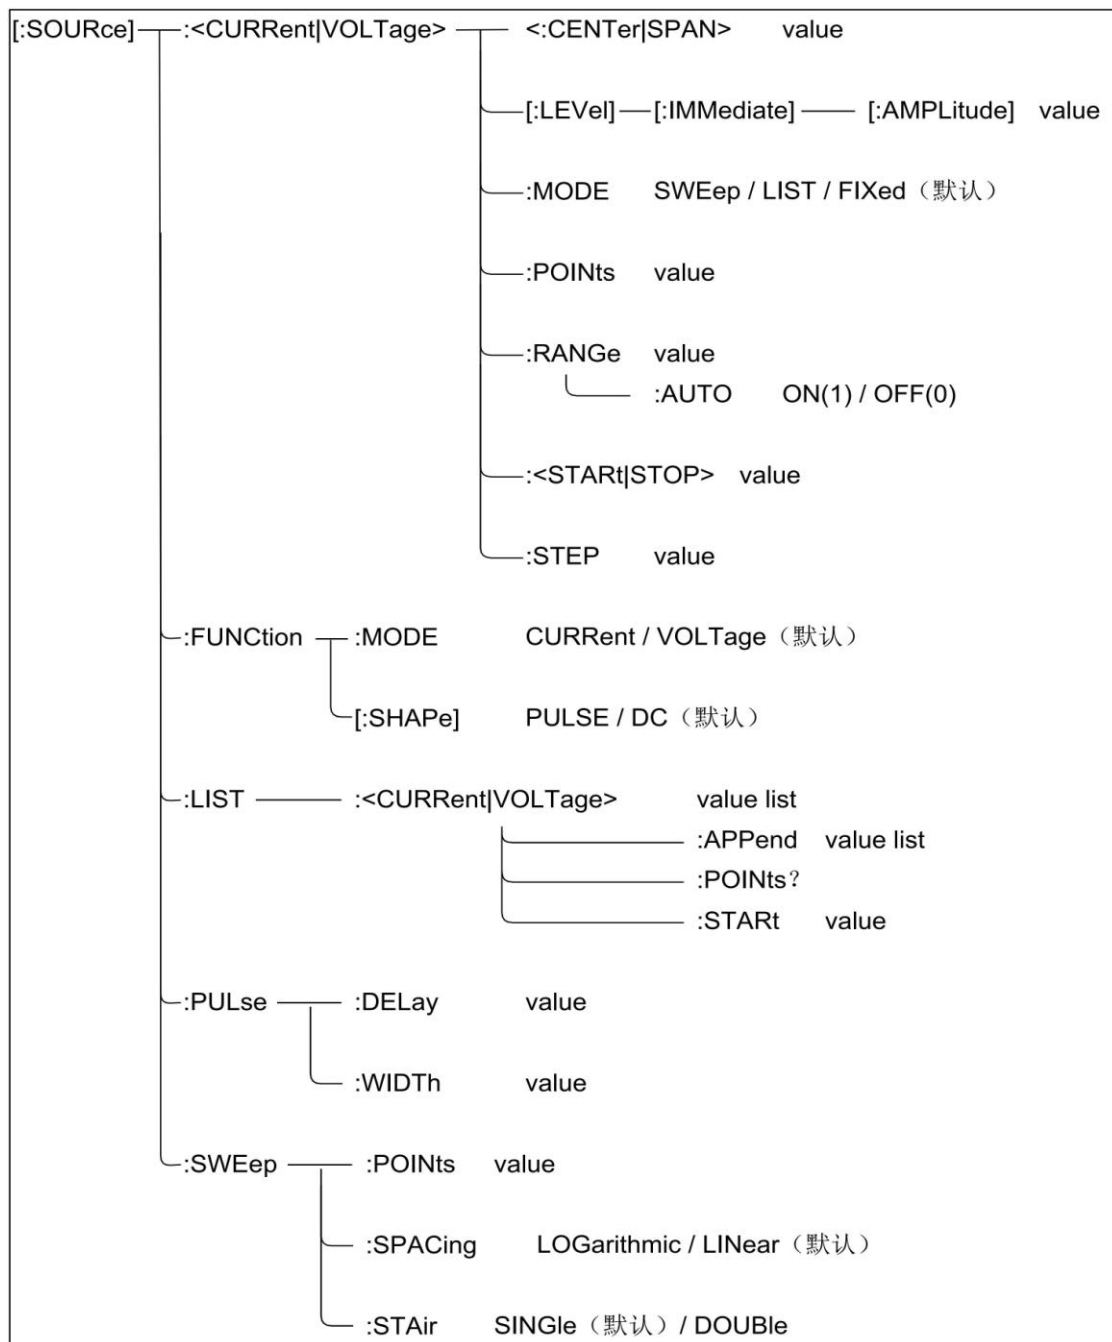 [:SOURce] :<CURRent|VOLTage> <:CENTer|SPAN> value
[:LEVel] [:IMMediate] [:AMPLitude] value
:MODE SWEep / LIST / FIXed（默认）
:POINts value
:RANGe value
:AUTO ON(1) / OFF(0)
:<STARt|STOP> value
:STEP value
:FUNCtion :MODE CURRent / VOLTage（默认）
[:SHAPe] PULSE / DC（默认）
:LIST :<CURRent|VOLTage> value list
:APPend value list
:POINts？
:STARt value
:PULse :DELay value
:WIDTh value
:SWEep :POINts value
:SPACing LOGarithmic / LINear（默认）
:STAir SINGle（默认）/ DOUBle